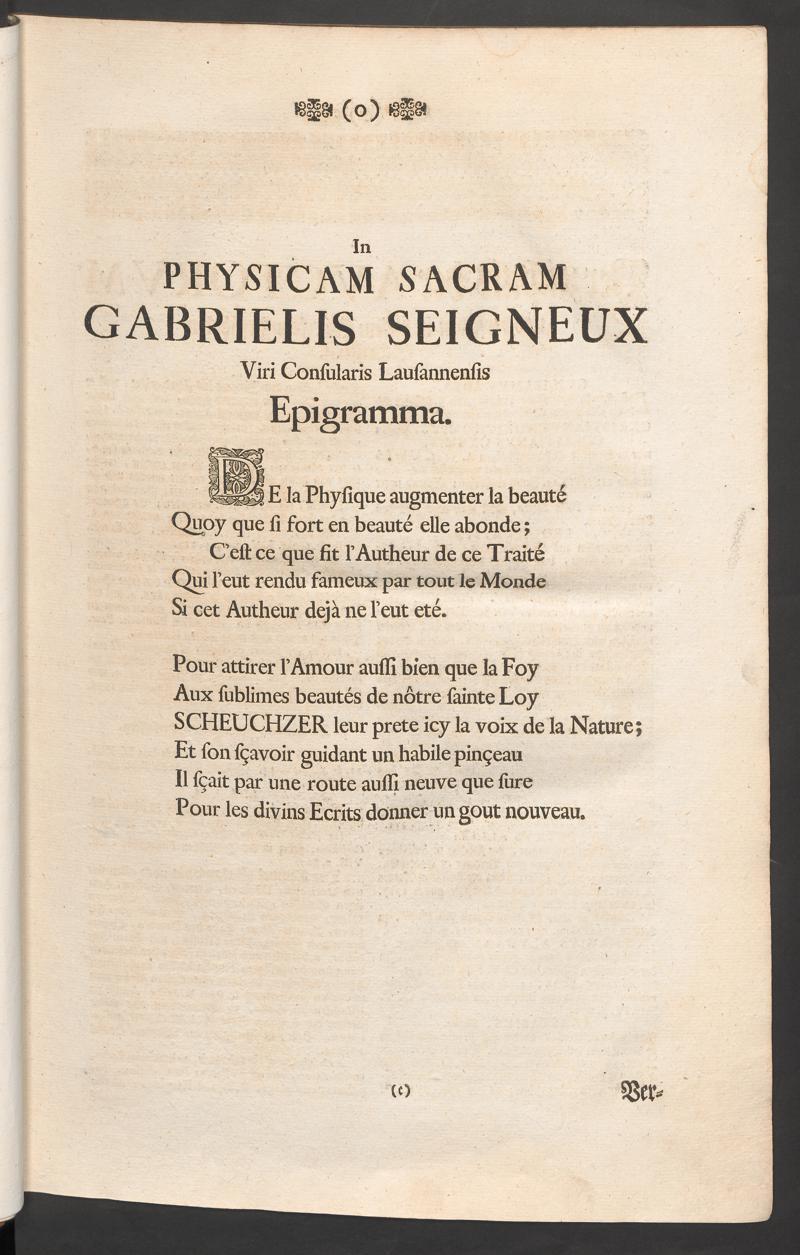 (o)
In
PHYSICAM SACRAM
GABRIELIS SEIGNEUX
Viri Conſularis Lauſannenſis
Epigramma.
DE la Phyſique augmenter la beauté
Quoy que ſi fort en beauté elle abonde;
C'eſt ce que fit l'Autheur de ce Traité
Qui l'eut rendu fameux par tout le Monde
Si cet Autheur dejà ne l'eut eté.
Pour attirer l'Amour auſſi bien que la Foy
Aux ſublimes beautés de nôtre ſainte Loy
SCHEUCHZER leur prete icy la voix de la Nature;
Et ſon ſçavoir guidant un habile pinçeau
Il ſçait par une route auſſi neuve que ſure
Pour les divins Ecrits donner un gout nouveau.
(c)
Ver-